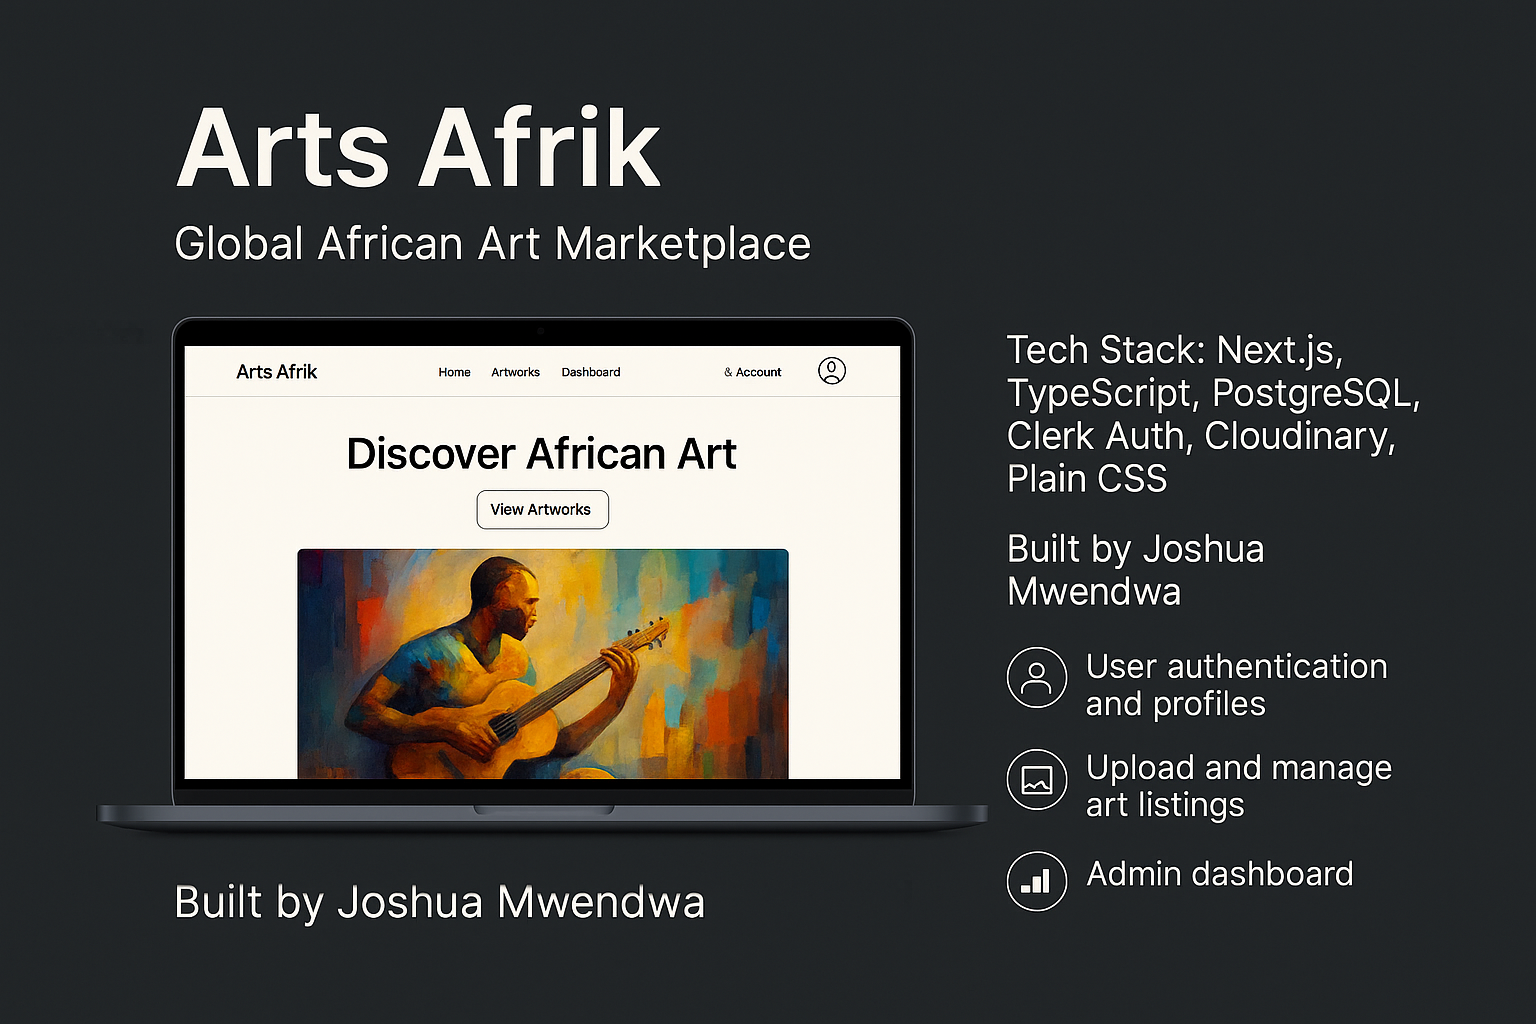 Arts Afrik
Global African Art Marketplace
Arts Afrik
Home Artworks Dashboard
& Account
Discover African Art
View Artworks
Built by Joshua Mwendwa
Tech Stack: Next.js,
TypeScript, PostgreSQL,
Clerk Auth, Cloudinary,
Plain CSS
Built by Joshua
Mwendwa
User authentication
and profiles
Upload and manage
art listings
Admin dashboard